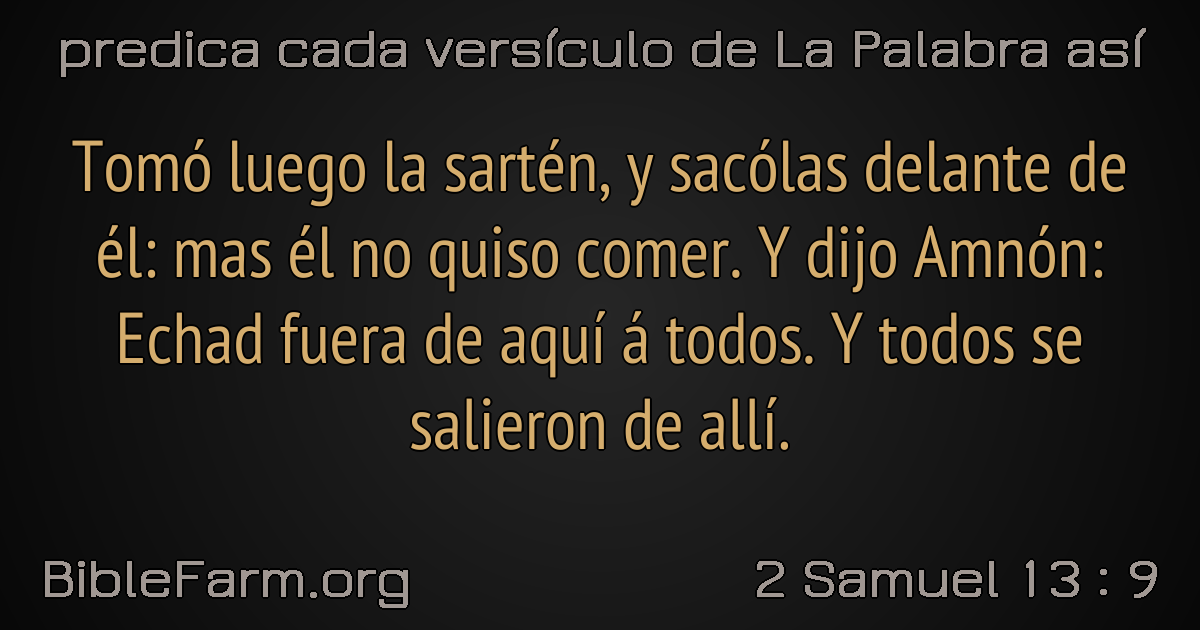 predica cada versículo de La Palabra así
Tomó luego la sartén, y sacólas delante de
él: mas él no quiso comer. Y dijo Amnón:
Echad fuera de aquí á todos. Y todos se
salieron de allí.
BibleFarm.org
2 Samuel 13 : 9